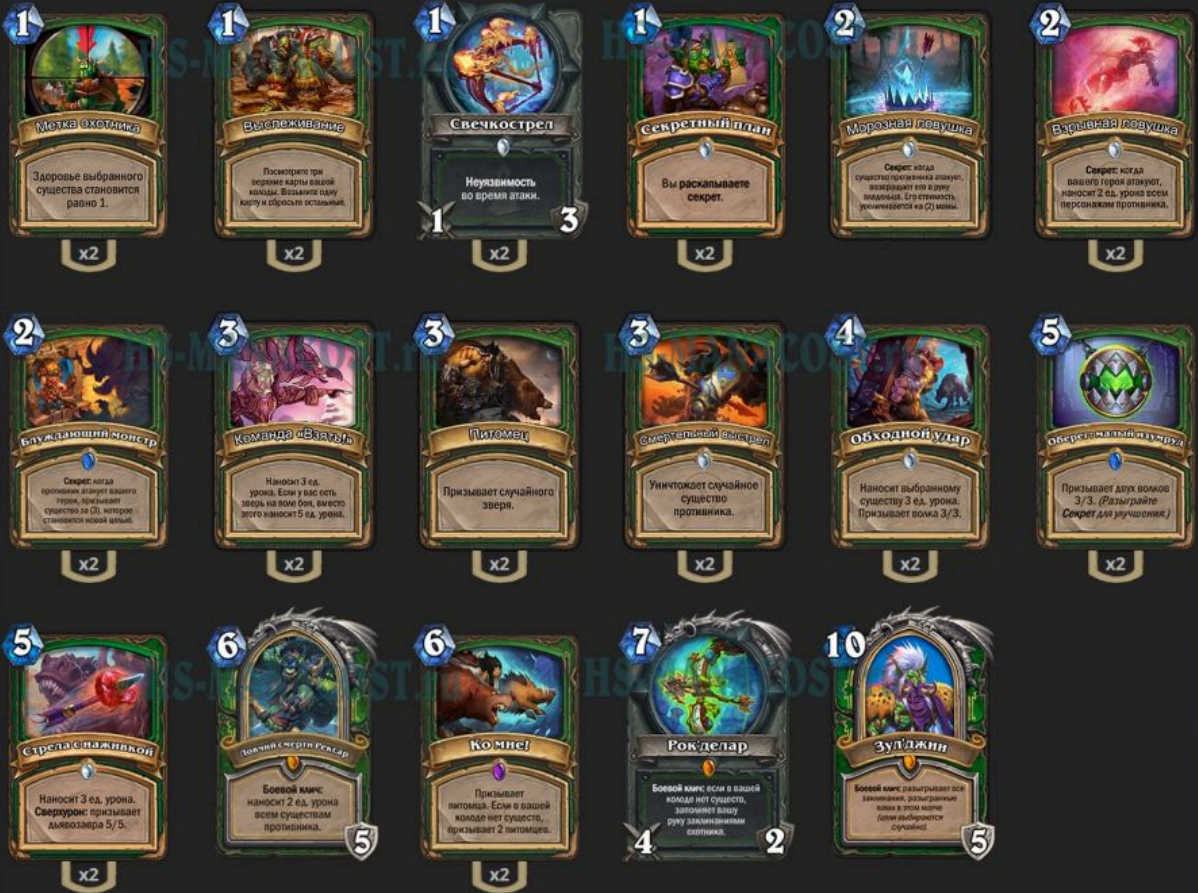 1
Метка охотника
Здоровье выбранного
существа становится
равно 1.
x2
1
Выслеживание
Посмотрите три
верхние карты вашей
колоды. Возьмите одну
карту и сбросьте остальные.
x2
1
Свечкострел
Неуязвимость
во время атаки.
1
3
x2
1
Секретный план
Вы раскапываете
секрет.
x2
2
Морозная ловушка
Секрет: когда
существо противника атакует,
возвращает его в руку
владельца. Его стоимость
увеличивается на (2) маны.
2
Взрывная ловушка
Секрет: когда
вашего героя атакуют,
наносит 2 ед. урона всем
персонажам противника.
x2
2
Блуждающий монстр
Секрет: когда
противник атакует вашего
героя, призывает
существо за (3), которое
становится новой целью.
x2
3
Команда «Взять!»
Наносит 3 ед.
урона. Если у вас есть
зверь на поле боя, вместо
этого наносит 5 ед. урона.
x2
3
Питомец
Призывает случайного
зверя.
x2
3
Смертельный выстрел
Уничтожает случайное
существо
противника.
x2
4
Обходной удар
Наносит выбранному
существу 3 ед. урона.
Призывает волка 3/3.
x2
5
Оберег: малый изумруд
Призывает двух волков
3/3. (Разыграйте
Секрет для улучшения.)
x2
5
Стрела с наживкой
Наносит 3 ед. урона.
Сверхурон: призывает
дьявозавра 5/5.
x2
6
Ловчий смерти Рексар
Боевой клич:
наносит 2 ед. урона
всем существам
противника.
5
6
Ко мне!
Призывает
питомца. Если в вашей
колоде нет существ,
призывает 2 питомцев.
x2
7
Рок'делар
Боевой клич: если в вашей
колоде нет существ,
заполняет вашу
руку заклинаниями
охотника.
4
2
10
Зул'джин
Боевой клич: разыгрывает все
заклинания, разыгранные
вами в этом матче
(цели выбираются
случайно).
5